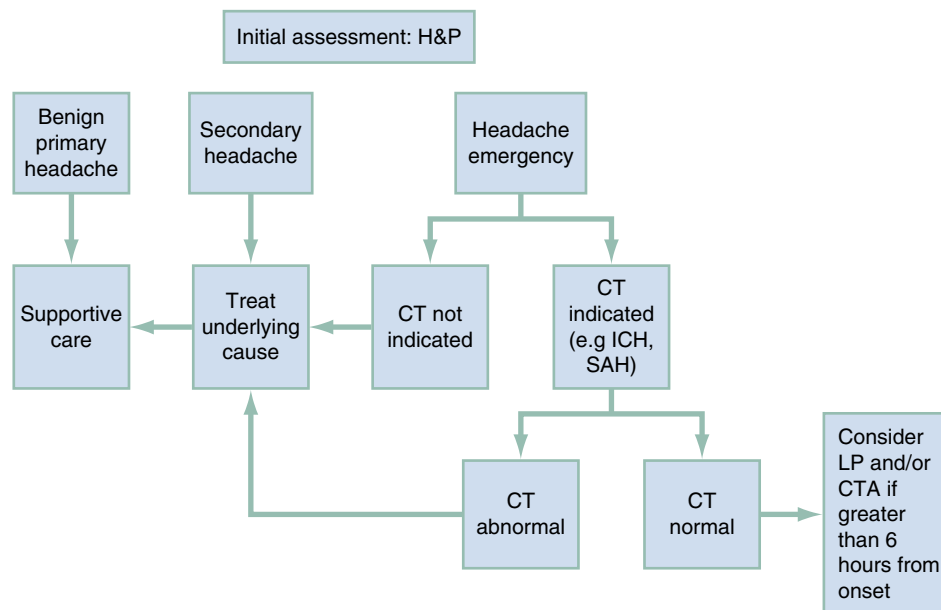 Initial assessment: H&P
Benign
primary
headache
Secondary
headache
Headache
emergency
Supportive
care
Treat
underlying
cause
CT not
indicated
CT
indicated
(e.g ICH,
SAH)
CT
abnormal
CT
normal
Consider
LP and/or
CTA if
greater
than 6
hours from
onset